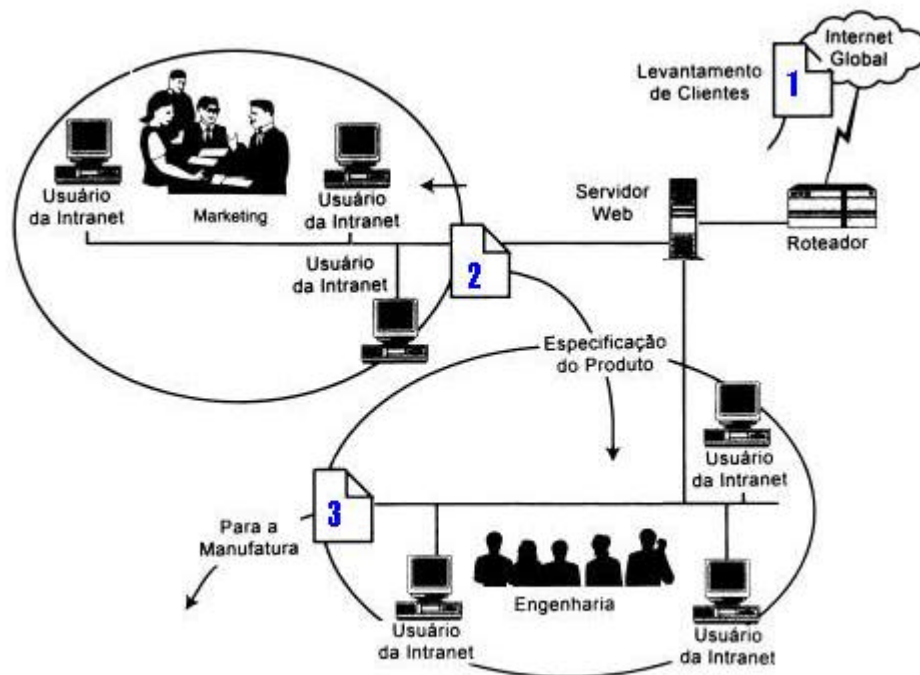 Internet
Global
1
Levantamento
de Clientes
Usuário
da Intranet
Marketing
Usuário
da Intranet
Servidor
Web
Roteador
Usuário
da Intranet
2
Especificação
do Produto
Usuário
da Intranet
3
Para a
Manufatura
Engenharia
Usuário
da Intranet
Usuário
da Intranet